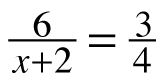 6/(x+2) = 3/4